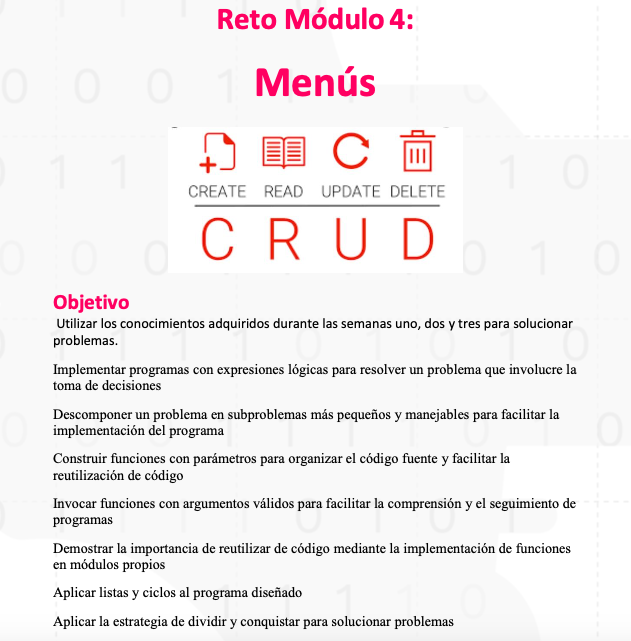 Reto Módulo 4:
Menús
CREATE READ UPDATE DELETE
C R U D
Objetivo
Utilizar los conocimientos adquiridos durante las semanas uno, dos y tres para solucionar
problemas.
Implementar programas con expresiones lógicas para resolver un problema que involucre la
toma de decisiones
Descomponer un problema en subproblemas más pequeños y manejables para facilitar la
implementación del programa
Construir funciones con parámetros para organizar el código fuente y facilitar la
reutilización de código
Invocar funciones con argumentos válidos para facilitar la comprensión y el seguimiento de
programas
Demostrar la importancia de reutilizar de código mediante la implementación de funciones
en módulos propios
Aplicar listas y ciclos al programa diseñado
Aplicar la estrategia de dividir y conquistar para solucionar problemas